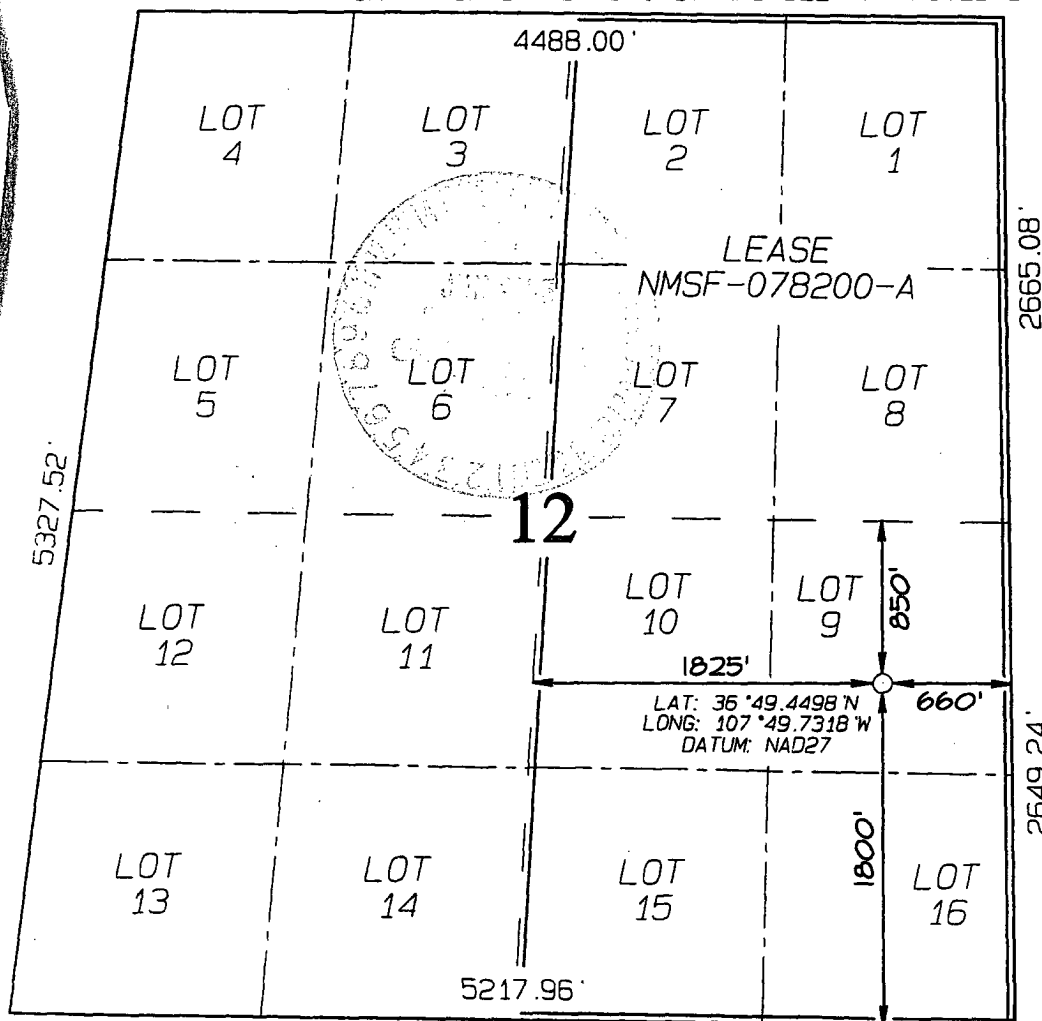 4488.00'
LOT
4
LOT
3
LOT
2
LOT
1
LEASE
NMSF-078200-A
2665.08'
LOT
5
LOT
6
LOT
7
LOT
8
5327.52'
12
LOT
12
LOT
11
LOT
10
LOT
9
850'
1825'
660'
LAT: 36°49.4498'N
LONG: 107°49.7318'W
DATUM: NAD27
2649.24'
1800'
LOT
13
LOT
14
LOT
15
LOT
16
5217.96'